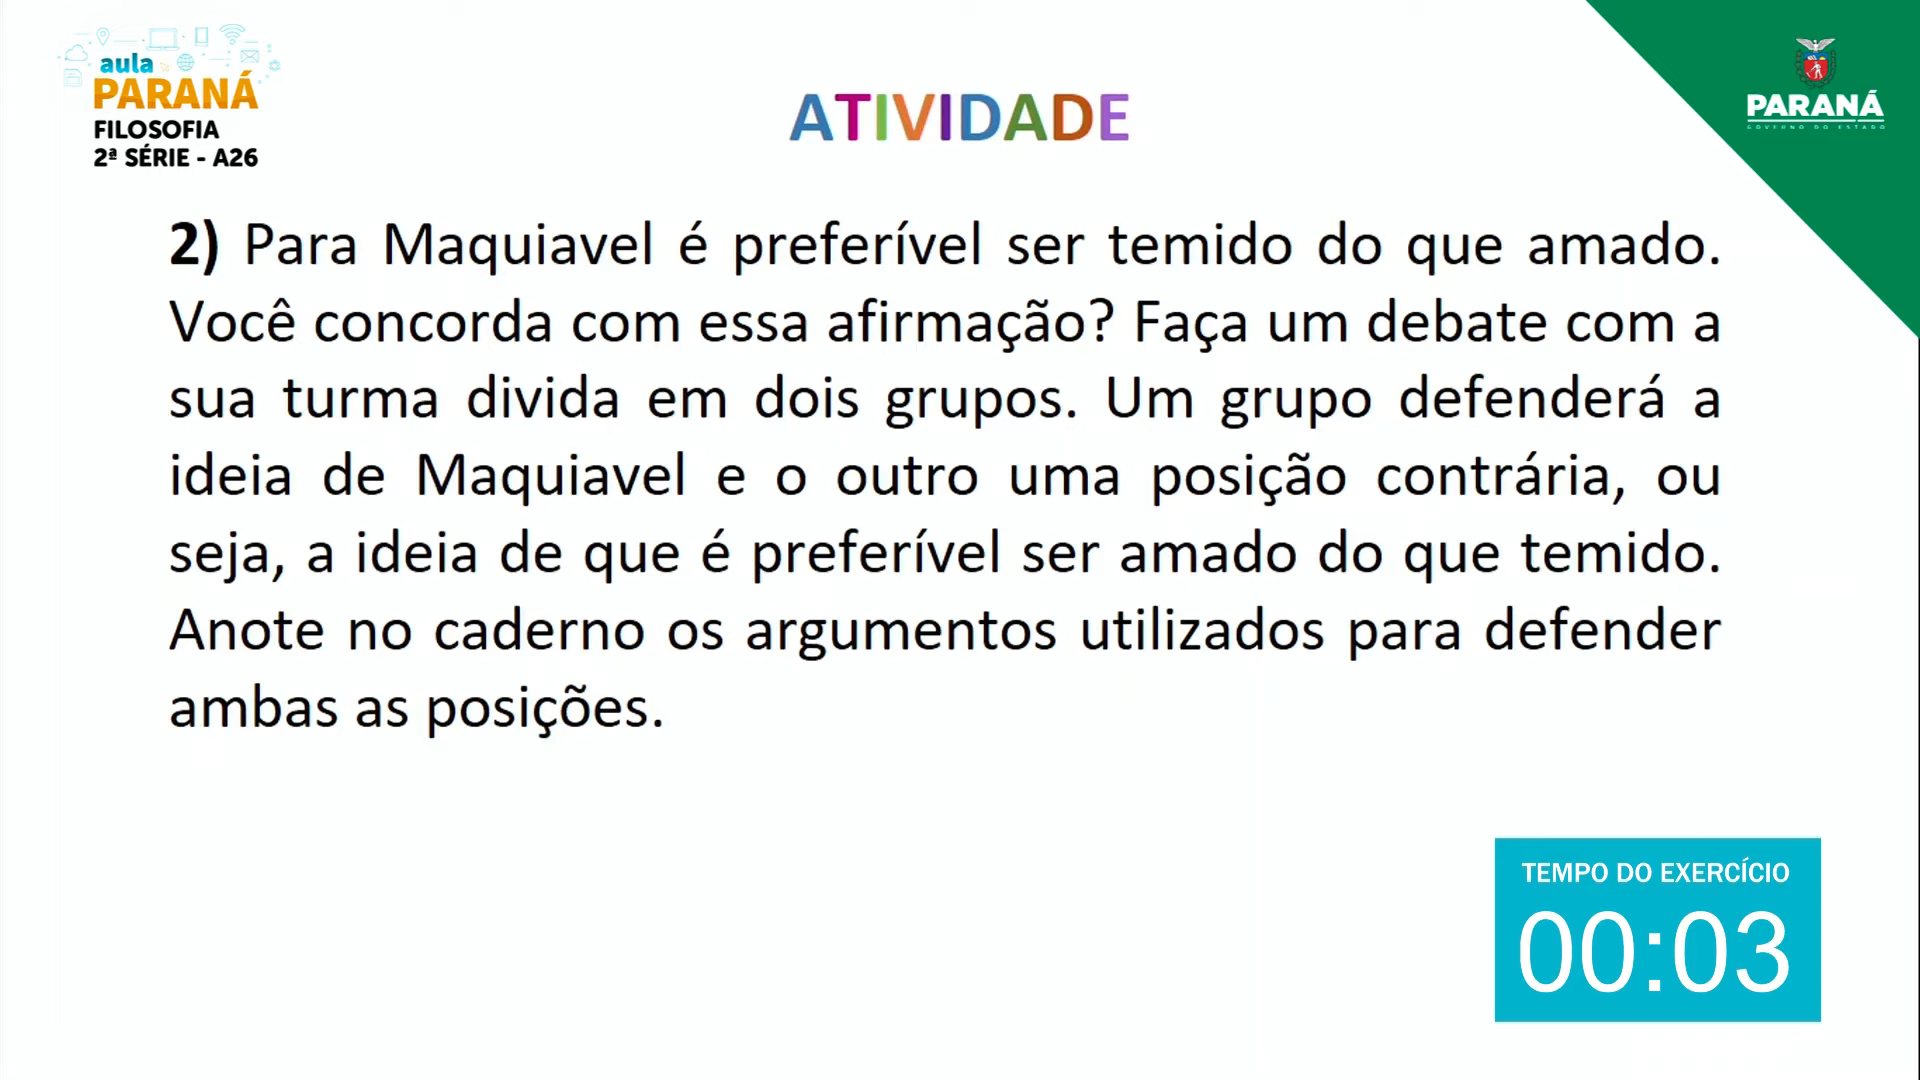 aula
PARANÁ
FILOSOFIA
2ª SÉRIE - A26
ATIVIDADE
PARANÁ
GOVERNO DO ESTADO
2) Para Maquiavel é preferível ser temido do que amado.
Você concorda com essa afirmação? Faça um debate com a
sua turma divida em dois grupos. Um grupo defenderá a
ideia de Maquiavel e o outro uma posição contrária, ou
seja, a ideia de que é preferível ser amado do que temido.
Anote no caderno os argumentos utilizados para defender
ambas as posições.
TEMPO DO EXERCÍCIO
00:03